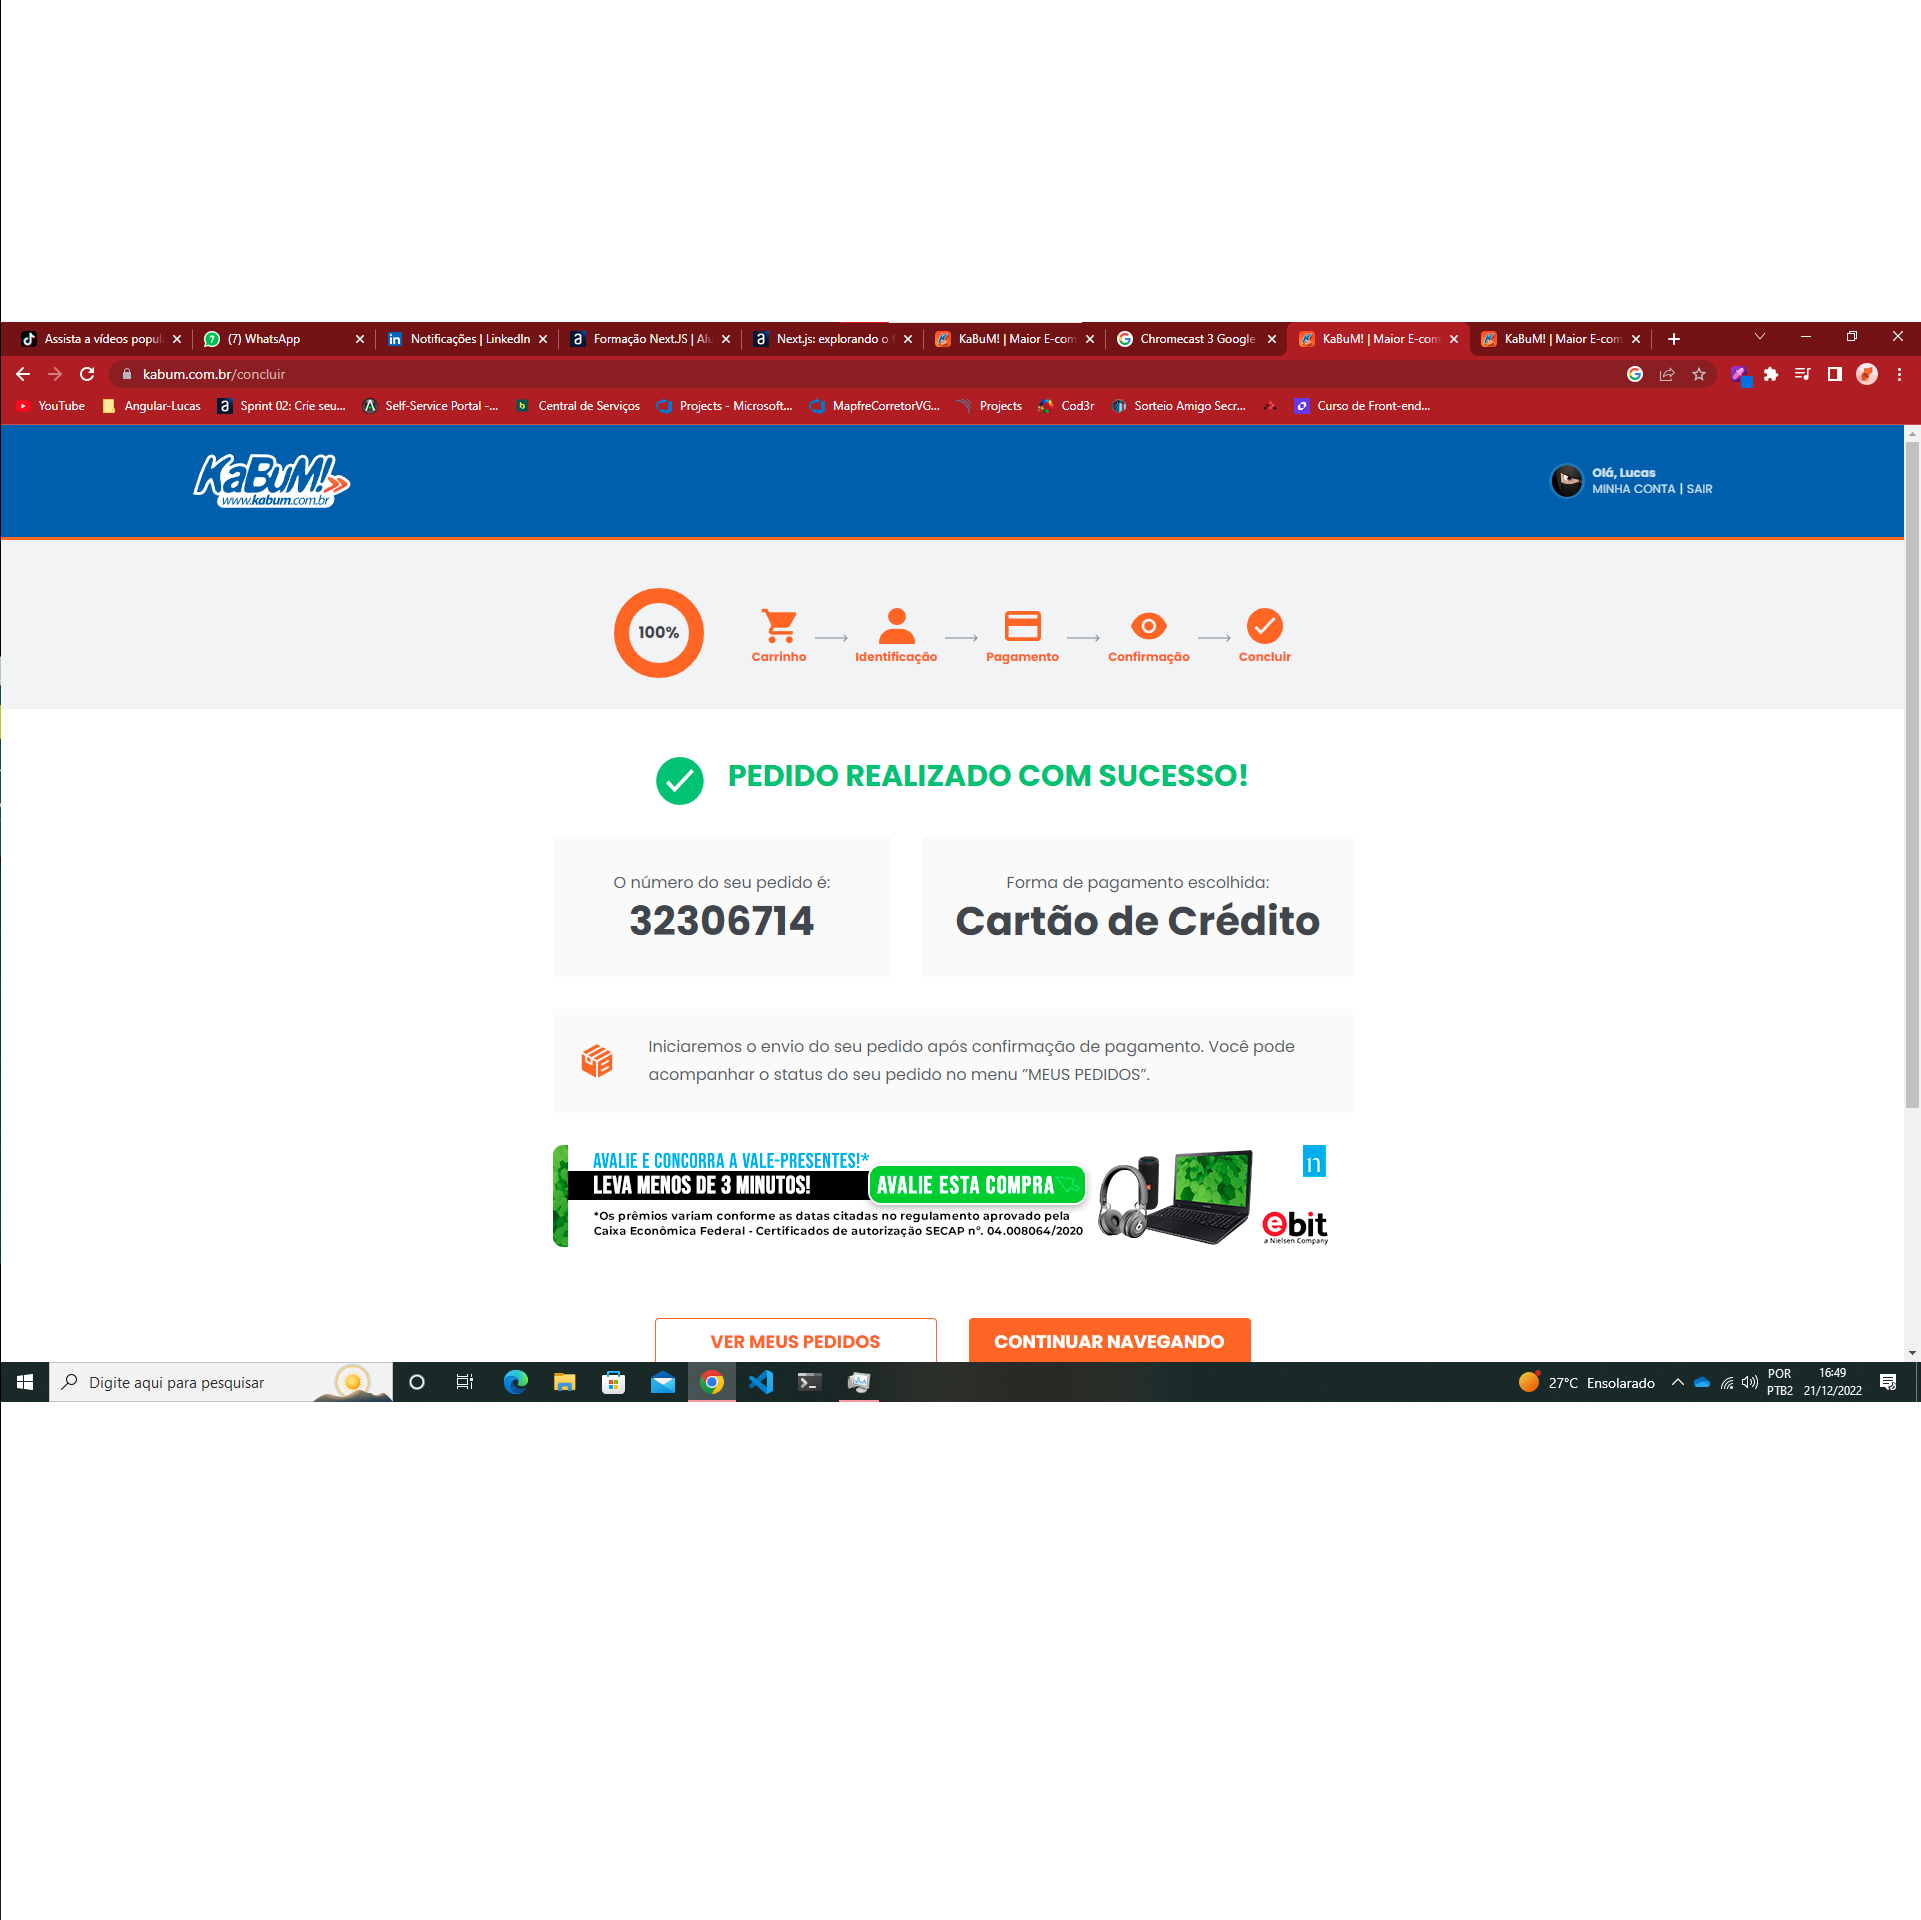 Assista a vídeos popul
(7) WhatsApp
Notificações | LinkedIn
Formação Next.JS | Alu
Next.js: explorando o f
KaBuM! | Maior E-com
Chromecast 3 Google
KaBuM! | Maior E-com
KaBuM! | Maior E-com
kabum.com.br/concluir
YouTube
Angular-Lucas
Sprint 02: Crie seu...
Self-Service Portal -...
Central de Serviços
Projects - Microsoft...
MapfreCorretorVG...
Projects
Cod3r
Sorteio Amigo Secr...
Curso de Front-end...
KaBuM!
www.kabum.com.br
Olá, Lucas
MINHA CONTA | SAIR
100%
Carrinho
Identificação
Pagamento
Confirmação
Concluir
PEDIDO REALIZADO COM SUCESSO!
O número do seu pedido é:
32306714
Forma de pagamento escolhida:
Cartão de Crédito
Iniciaremos o envio do seu pedido após confirmação de pagamento. Você pode
acompanhar o status do seu pedido no menu "MEUS PEDIDOS".
AVALIE E CONCORRA A VALE-PRESENTES!*
LEVA MENOS DE 3 MINUTOS!
AVALIE ESTA COMPRA
*Os prêmios variam conforme as datas citadas no regulamento aprovado pela
Caixa Econômica Federal - Certificados de autorização SECAP nº. 04.008064/2020
n
ebit
a Nielsen Company
VER MEUS PEDIDOS
CONTINUAR NAVEGANDO
Digite aqui para pesquisar
27°C Ensolarado
POR
PTB2
16:49
21/12/2022